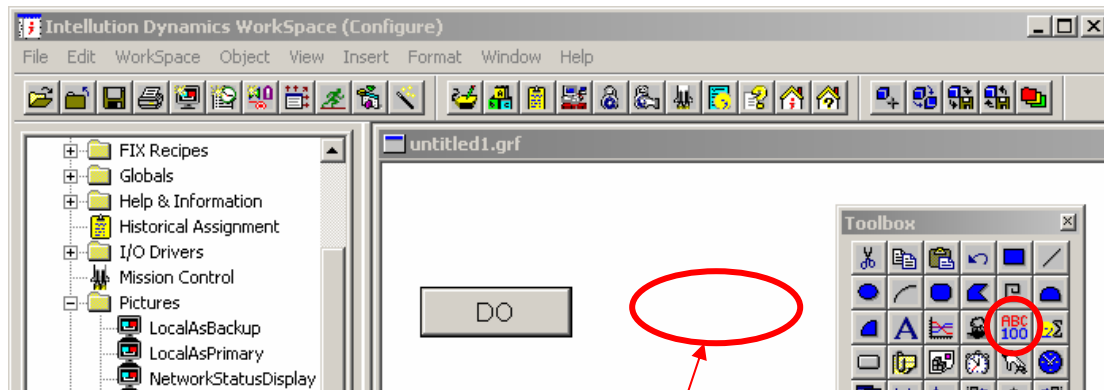 Intellution Dynamics WorkSpace (Configure)
File Edit WorkSpace Object View Insert Format Window Help
untitled1.grf
FIX Recipes
Globals
Help & Information
Historical Assignment
I/O Drivers
Mission Control
Pictures
LocalAsBackup
LocalAsPrimary
NetworkStatusDisplay
DO
Toolbox
A
ABC
100